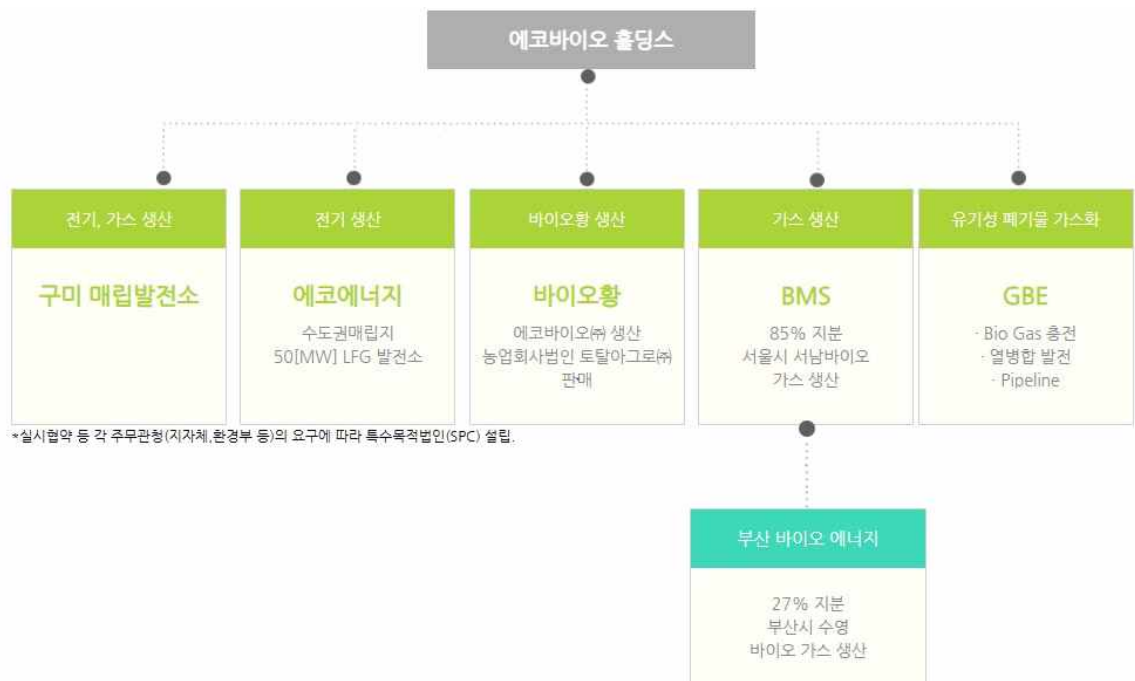 에코바이오 홀딩스
전기, 가스 생산
구미 매립발전소
전기 생산
에코에너지
수도권매립지
50[MW] LFG 발전소
바이오황 생산
바이오황
에코바이오㈜ 생산
농업회사법인 토탈아그로㈜
판매
가스 생산
BMS
85% 지분
서울시 서남바이오
가스 생산
유기성 폐기물 가스화
GBE
· Bio Gas 충전
· 열병합 발전
· Pipeline
*실시협약 등 각 주무관청(지자체,환경부 등)의 요구에 따라 특수목적법인(SPC) 설립.
부산 바이오 에너지
27% 지분
부산시 수영
바이오 가스 생산